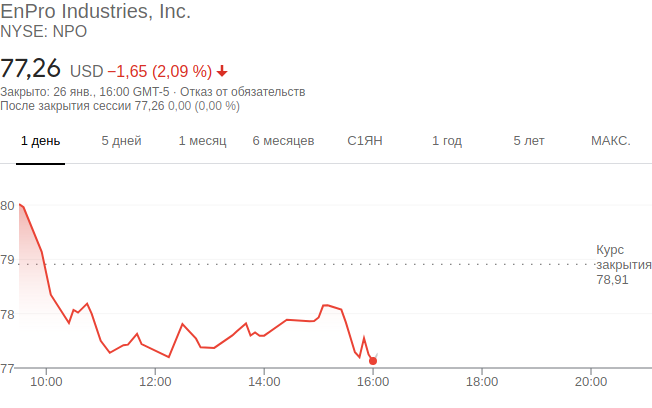 EnPro Industries, Inc.
NYSE: NPO
77,26 USD −1,65 (2,09 %)
Закрыто: 26 янв., 16:00 GMT-5 · Отказ от обязательств
После закрытия сессии 77,26 0,00 (0,00 %)
1 день 5 дней 1 месяц 6 месяцев С1ЯН 1 год 5 лет МАКС.
80
Курс
79 закрытия
78,91
78
77
10:00 12:00 14:00 16:00 18:00 20:00